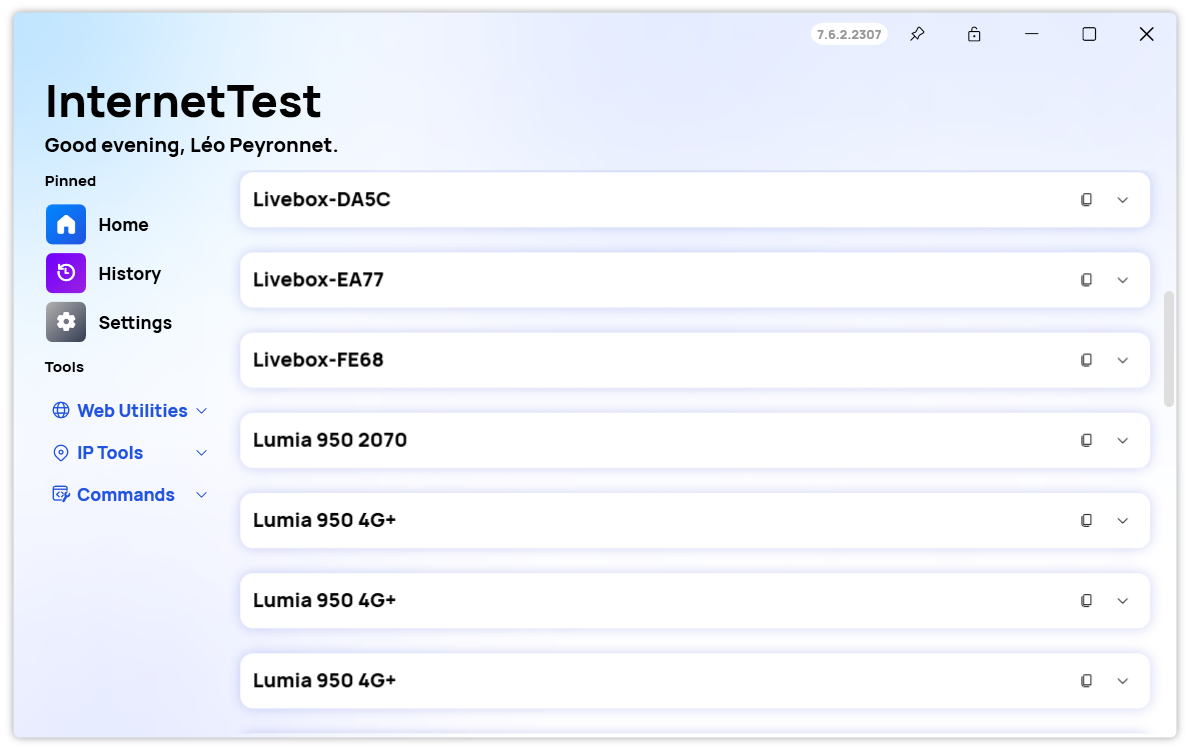 7.6.2.2307
InternetTest
Good evening, Léo Peyronnet.
Pinned
Home
History
Settings
Tools
Web Utilities
IP Tools
Commands
Livebox-DA5C
Livebox-EA77
Livebox-FE68
Lumia 950 2070
Lumia 950 4G+
Lumia 950 4G+
Lumia 950 4G+